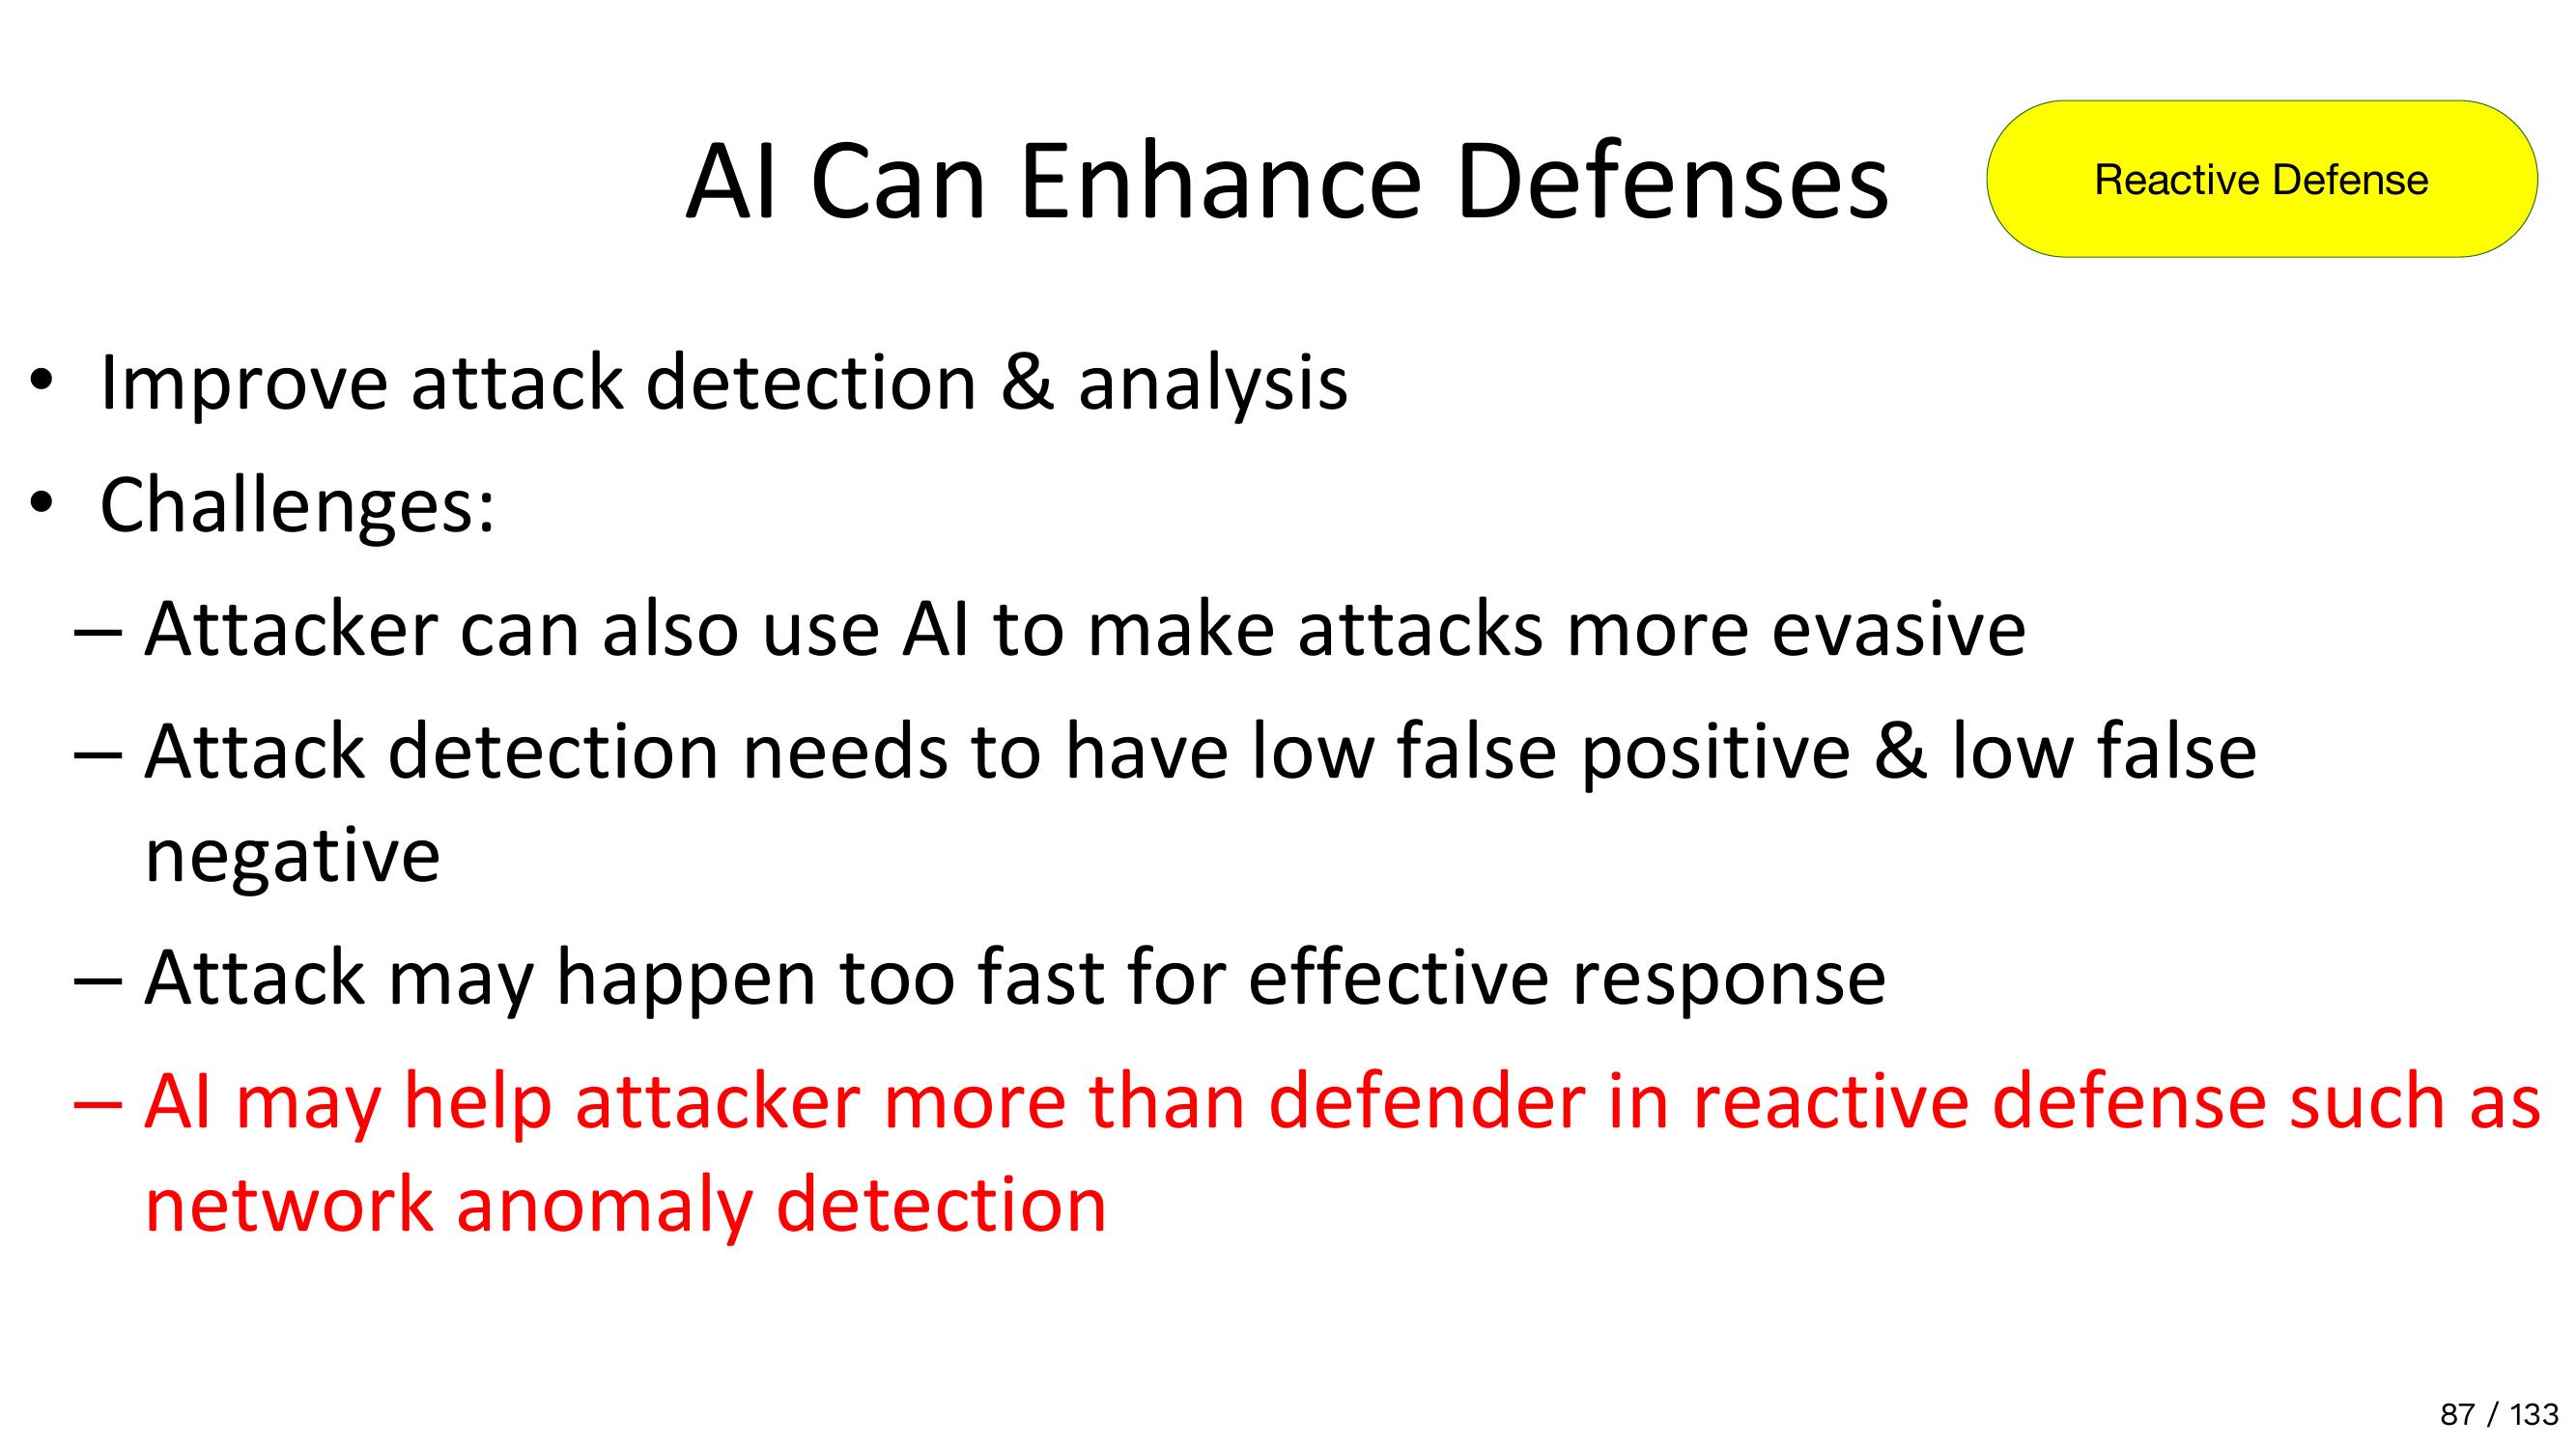 AI Can Enhance Defenses
Reactive Defense
• Improve attack detection & analysis
• Challenges:
– Attacker can also use AI to make attacks more evasive
– Attack detection needs to have low false positive & low false
negative
– Attack may happen too fast for effective response
– AI may help attacker more than defender in reactive defense such as
network anomaly detection
87 / 133